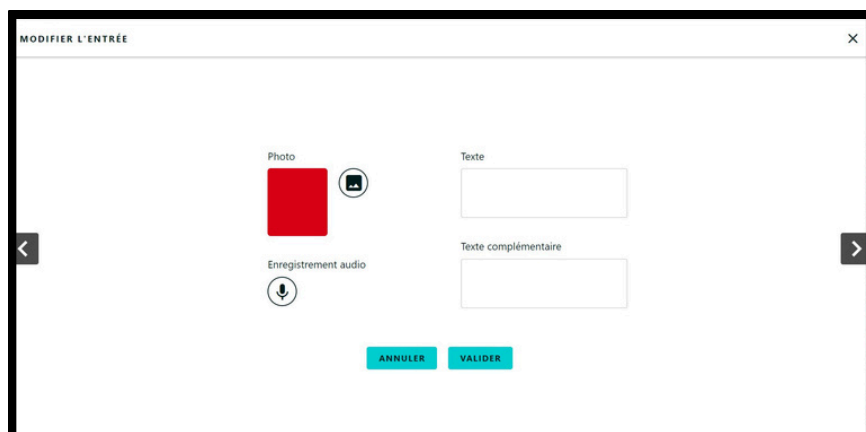 MODIFIER L'ENTRÉE
Photo
Texte
Enregistrement audio
Texte complémentaire
ANNULER
VALIDER